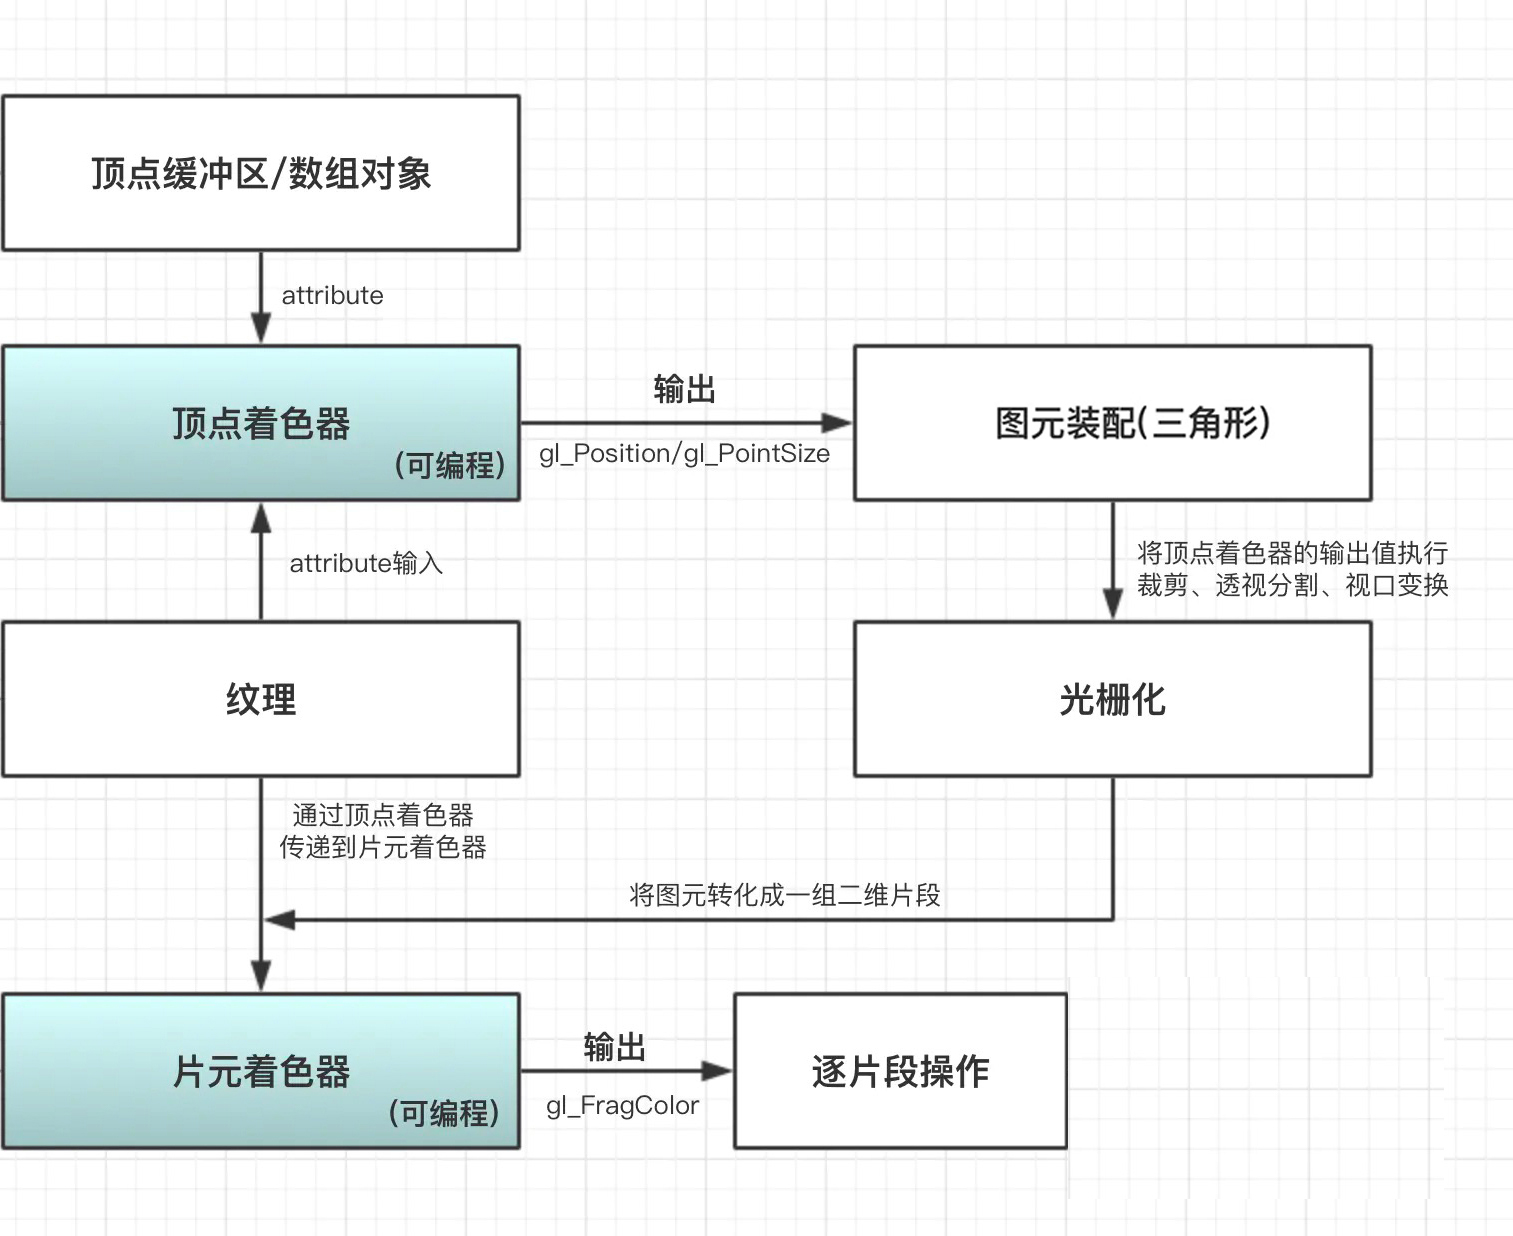 顶点缓冲区/数组对象
attribute
顶点着色器
(可编程)
输出
gl_Position/gl_PointSize
图元装配(三角形)
attribute输入
将顶点着色器的输出值执行
裁剪、透视分割、视口变换
纹理
光栅化
通过顶点着色器
传递到片元着色器
将图元转化成一组二维片段
片元着色器
(可编程)
输出
gl_FragColor
逐片段操作